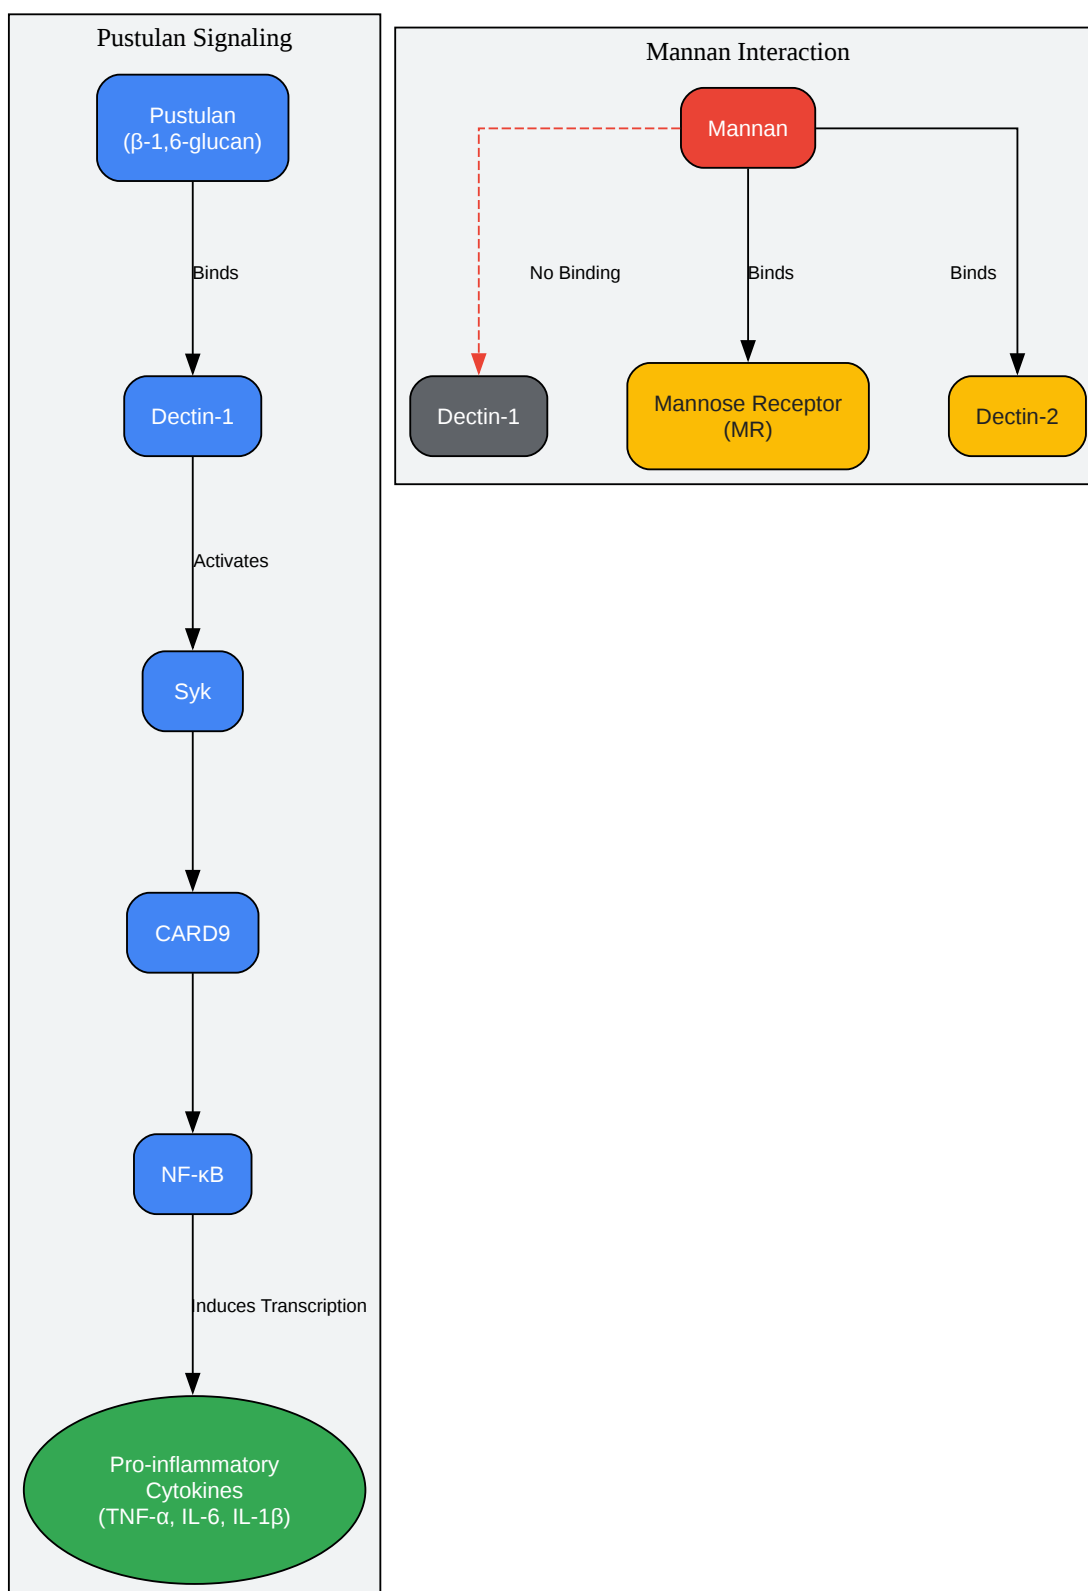 Pustulan Signaling
Pustulan
(β-1,6-glucan)
Binds
Dectin-1
Activates
Syk
CARD9
NF-κB
Induces Transcription
Pro-inflammatory
Cytokines
(TNF-α, IL-6, IL-1β)
Mannan Interaction
Mannan
No Binding
Binds
Binds
Dectin-1
Mannose Receptor
(MR)
Dectin-2